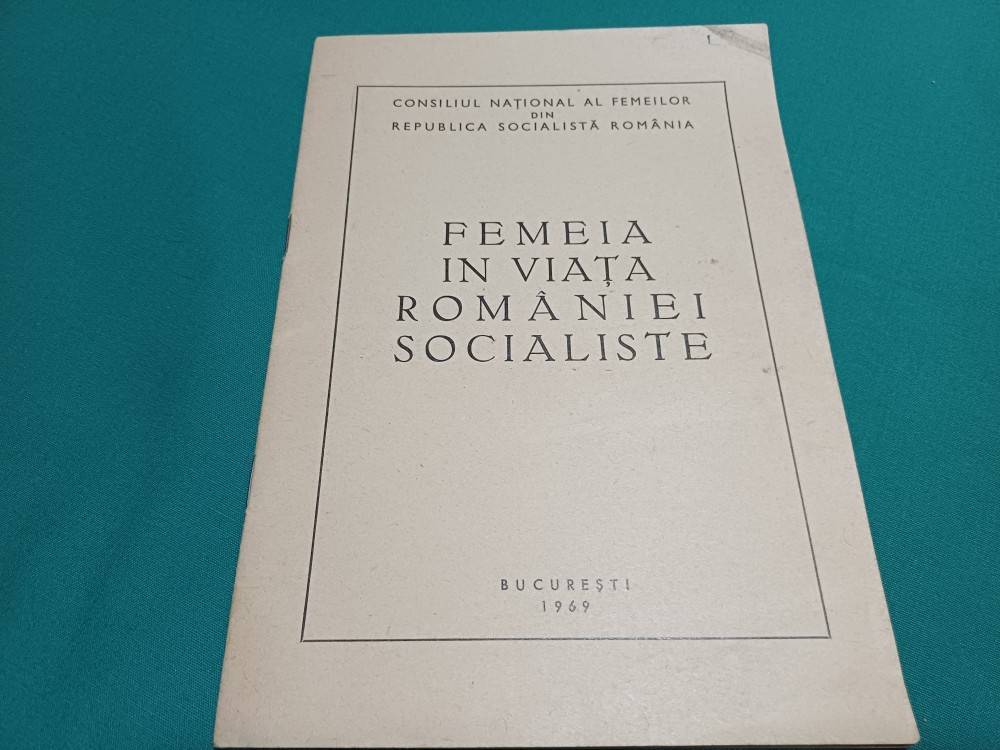 CONSILIUL NAȚIONAL AL FEMEILOR
DIN
REPUBLICA SOCIALISTĂ ROMÂNIA
FEMEIA
IN VIAȚA
ROMÂNIEI
SOCIALISTE
BUCUREȘTI
1969